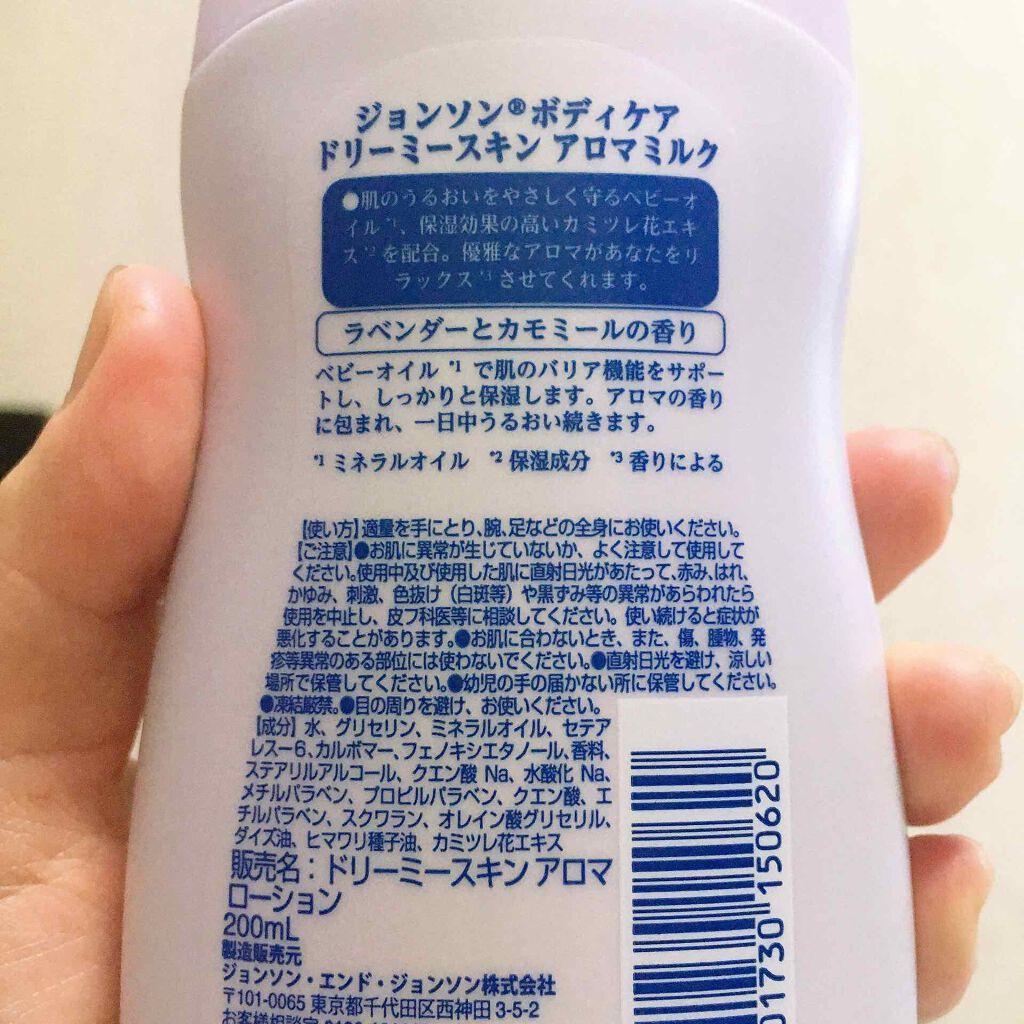 ジョンソン®ボディケア
ドリーミースキン アロマミルク
●肌のうるおいをやさしく守るベビーオ
イル*1、保湿効果の高いカミツレ花エキ
ス*2を配合。優雅なアロマがあなたをリ
ラックス*3させてくれます。
ラベンダーとカモミールの香り
ベビーオイル*1で肌のバリア機能をサポー
トし、しっかりと保湿します。アロマの香り
に包まれ、一日中うるおい続きます。
*1 ミネラルオイル *2 保湿成分 *3 香りによる
【使い方】適量を手にとり、腕、足などの全身にお使いください。
【ご注意】●お肌に異常が生じていないか、よく注意して使用して
ください。使用中及び使用した肌に直射日光があたって、赤み、はれ、
かゆみ、刺激、色抜け（白斑等）や黒ずみ等の異常があらわれたら
使用を中止し、皮フ科医等に相談してください。使い続けると症状が
悪化することがあります。●お肌に合わないとき、また、傷、腫物、発
疹等異常のある部位には使わないでください。●直射日光を避け、涼しい
場所で保管してください。●幼児の手の届かない所に保管してください。
●凍結厳禁。●目の周りを避け、お使いください。
【成分】水、グリセリン、ミネラルオイル、セテア
レスー6、カルボマー、フェノキシエタノール、香料、
ステアリルアルコール、クエン酸 Na、水酸化 Na、
メチルパラベン、プロピルパラベン、クエン酸、エ
チルパラベン、スクワラン、オレイン酸グリセリル、
ダイズ油、ヒマワリ種子油、カミツレ花エキス
販売名：ドリーミースキン アロマ
ローション
200mL
製造販売元
ジョンソン・エンド・ジョンソン株式会社
〒101-0065 東京都千代田区西神田 3-5-2
お客様相談室
01730 150620